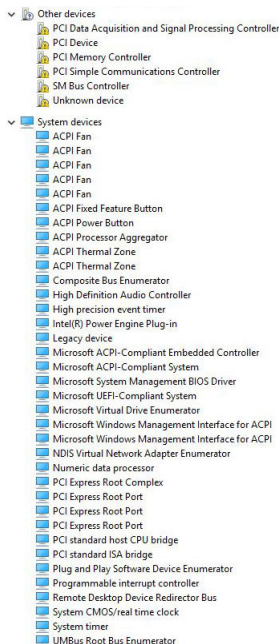 Other devices
PCI Data Acquisition and Signal Processing Controller
PCI Device
PCI Memory Controller
PCI Simple Communications Controller
SM Bus Controller
Unknown device
System devices
ACPI Fan
ACPI Fan
ACPI Fan
ACPI Fan
ACPI Fan
ACPI Fixed Feature Button
ACPI Power Button
ACPI Processor Aggregator
ACPI Thermal Zone
ACPI Thermal Zone
Composite Bus Enumerator
High Definition Audio Controller
High precision event timer
Intel(R) Power Engine Plug-in
Legacy device
Microsoft ACPI-Compliant Embedded Controller
Microsoft ACPI-Compliant System
Microsoft System Management BIOS Driver
Microsoft UEFI-Compliant System
Microsoft Virtual Drive Enumerator
Microsoft Windows Management Interface for ACPI
Microsoft Windows Management Interface for ACPI
NDIS Virtual Network Adapter Enumerator
Numeric data processor
PCI Express Root Complex
PCI Express Root Port
PCI Express Root Port
PCI Express Root Port
PCI standard host CPU bridge
PCI standard ISA bridge
Plug and Play Software Device Enumerator
Programmable interrupt controller
Remote Desktop Device Redirector Bus
System CMOS/real time clock
System timer
UMBus Root Bus Enumerator